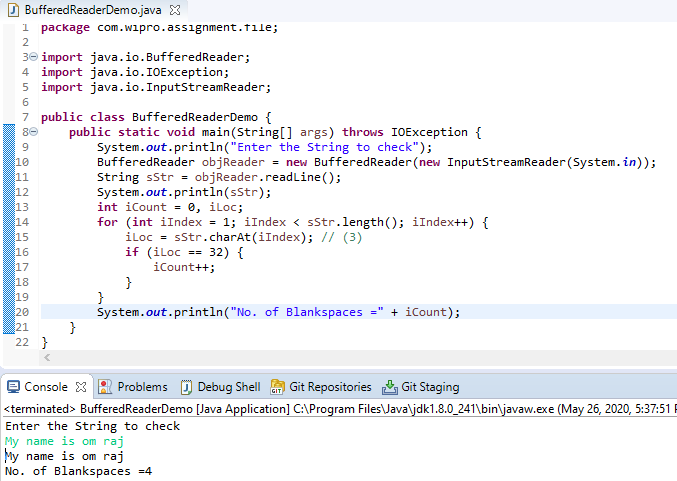 BufferedReaderDemo.java
1 package com.wipro.assignment.file;
2
3 import java.io.BufferedReader;
4 import java.io.IOException;
5 import java.io.InputStreamReader;
6
7 public class BufferedReaderDemo {
8     public static void main(String[] args) throws IOException {
9         System.out.println("Enter the String to check");
10         BufferedReader objReader = new BufferedReader(new InputStreamReader(System.in));
11         String sStr = objReader.readLine();
12         System.out.println(sStr);
13         int iCount = 0, iLoc;
14         for (int iIndex = 1; iIndex < sStr.length(); iIndex++) {
15             iLoc = sStr.charAt(iIndex); // (3)
16             if (iLoc == 32) {
17                 iCount++;
18             }
19         }
20         System.out.println("No. of Blankspaces =" + iCount);
21     }
22 }
Console Problems Debug Shell Git Repositories Git Staging
<terminated> BufferedReaderDemo [Java Application] C:\Program Files\Java\jdk1.8.0_241\bin\javaw.exe (May 26, 2020, 5:37:51 P
Enter the String to check
My name is om raj
My name is om raj
No. of Blankspaces =4